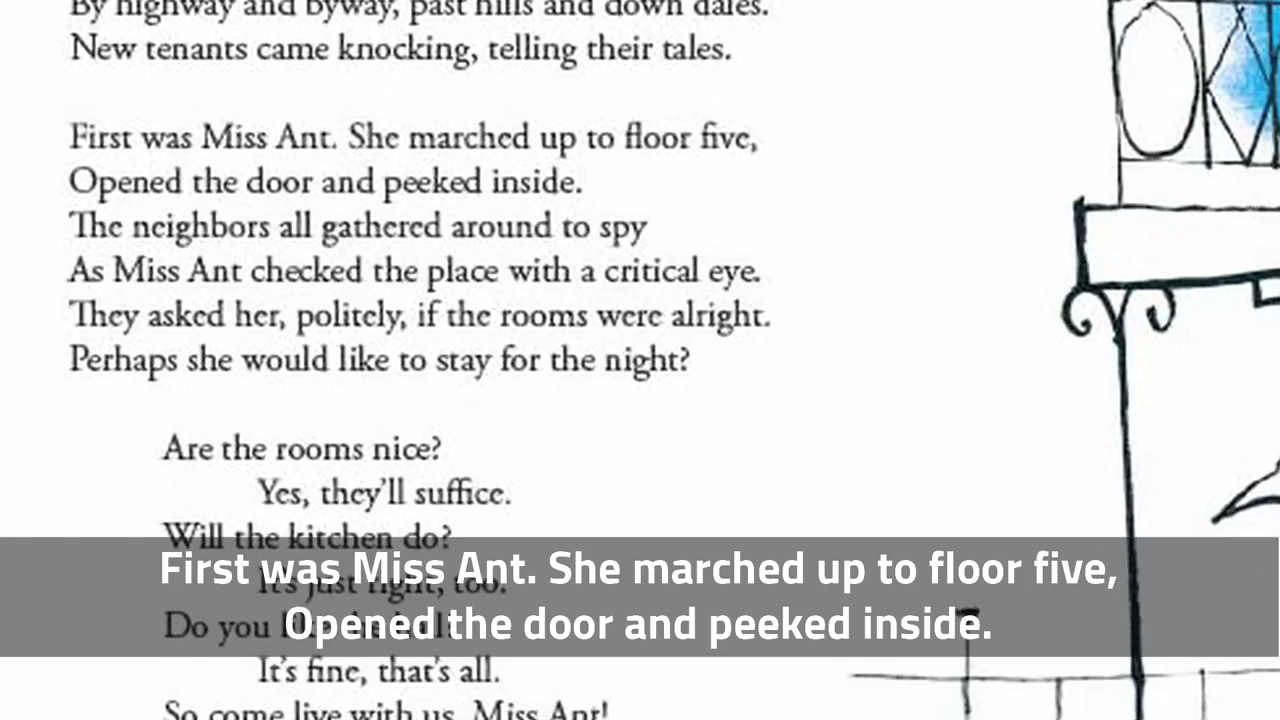 By highway and byway, past hills and down dales.
New tenants came knocking, telling their tales.
First was Miss Ant. She marched up to floor five,
Opened the door and peeked inside.
The neighbors all gathered around to spy
As Miss Ant checked the place with a critical eye.
They asked her, politely, if the rooms were alright.
Perhaps she would like to stay for the night?
Are the rooms nice?
Yes, they'll suffice.
Will the kitchen do?
It's just right, too.
Do you
It's fine, that's all.
So come live with us, Miss Ant!
First was Miss Ant. She marched up to floor five,
Opened the door and peeked inside.